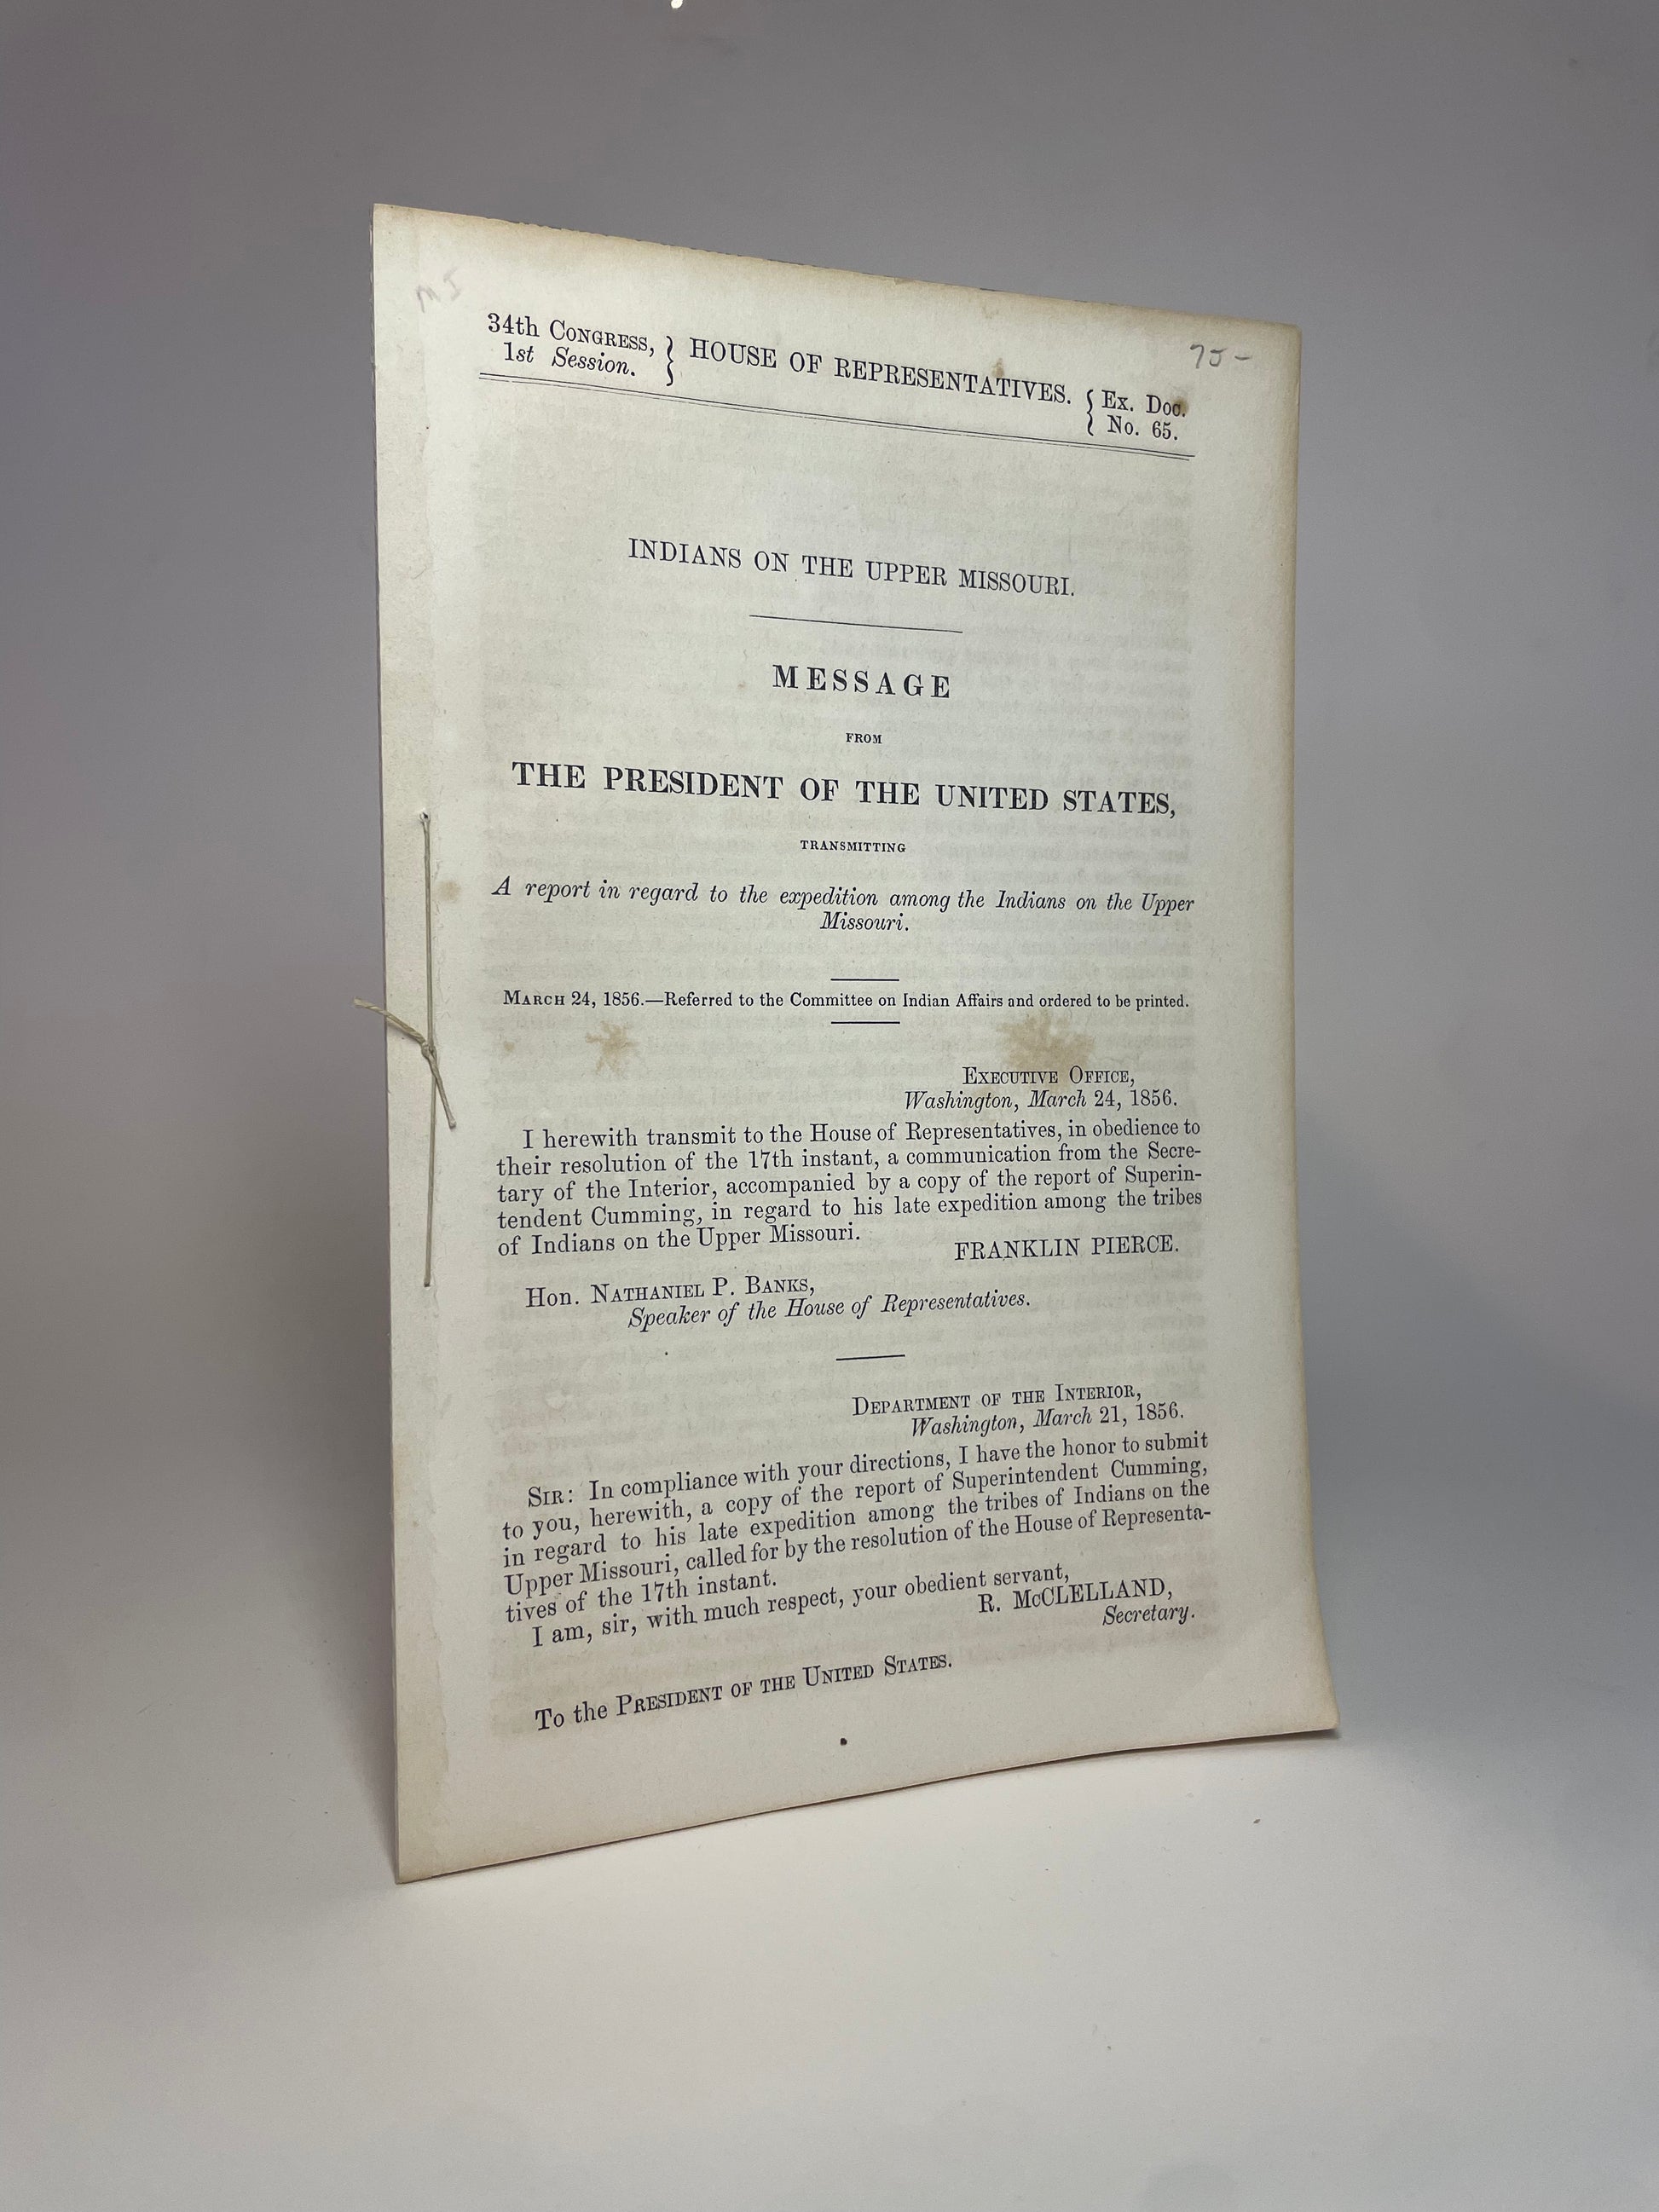 MJ
75-
34th CONGRESS,
1st Session.
HOUSE OF REPRESENTATIVES.
Ex. Doc.
No. 65.
INDIANS ON THE UPPER MISSOURI.
MESSAGE
FROM
THE PRESIDENT OF THE UNITED STATES,
TRANSMITTING
A report in regard to the expedition among the Indians on the Upper
Missouri.
MARCH 24, 1856.—Referred to the Committee on Indian Affairs and ordered to be printed.
EXECUTIVE OFFICE,
Washington, March 24, 1856.
I herewith transmit to the House of Representatives, in obedience to
their resolution of the 17th instant, a communication from the Secre-
tary of the Interior, accompanied by a copy of the report of Superin-
tendent Cumming, in regard to his late expedition among the tribes
of Indians on the Upper Missouri.
FRANKLIN PIERCE.
Hon. NATHANIEL P. BANKS,
Speaker of the House of Representatives.
DEPARTMENT OF THE INTERIOR,
Washington, March 21, 1856.
SIR: In compliance with your directions, I have the honor to submit
to you, herewith, a copy of the report of Superintendent Cumming,
in regard to his late expedition among the tribes of Indians on the
Upper Missouri, called for by the resolution of the House of Representa-
tives of the 17th instant.
I am, sir, with much respect, your obedient servant,
R. McCLELLAND,
Secretary.
To the PRESIDENT OF THE UNITED STATES.